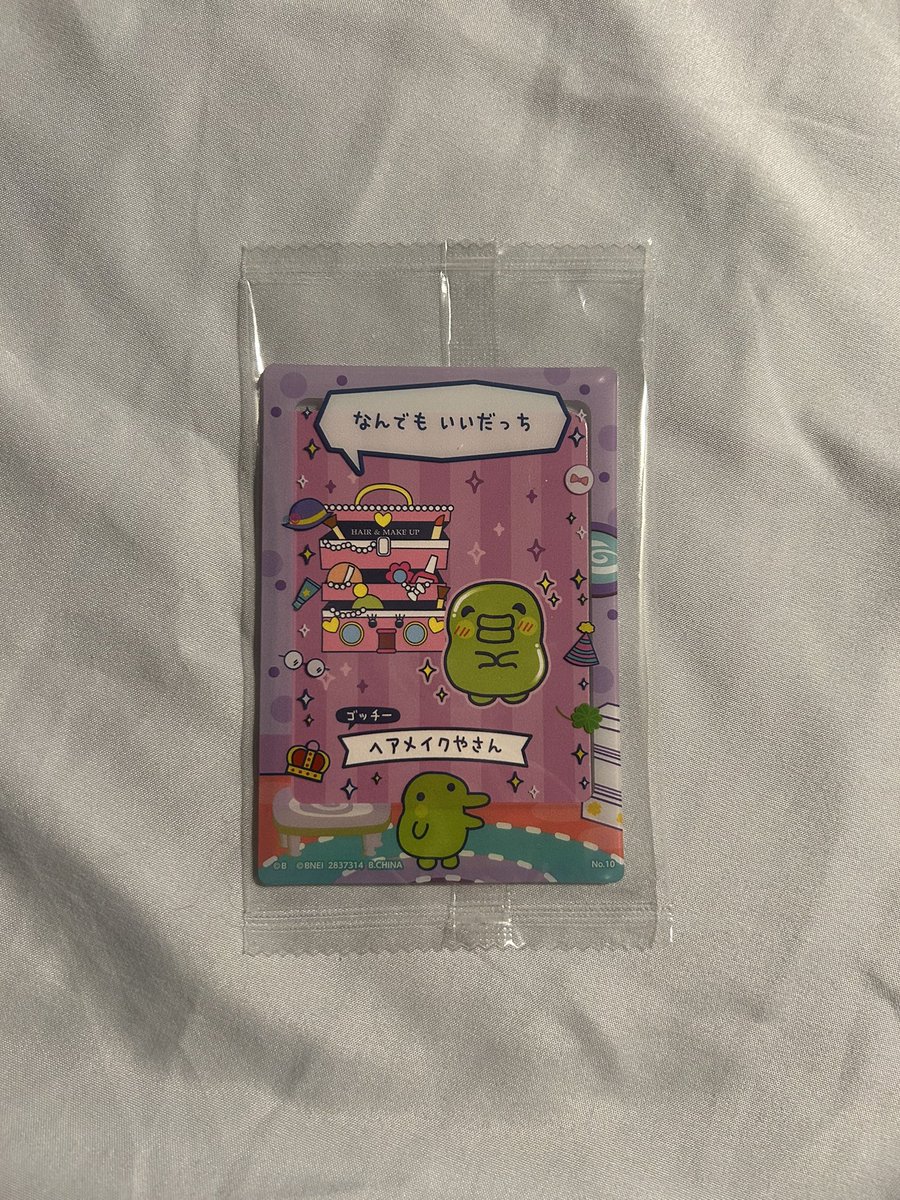 なんでも いいだっち
HAIR & MAKE UP
ゴッチー
ヘアメイクやさん
©B ©BNEI 2837314 B.CHINA
No.10